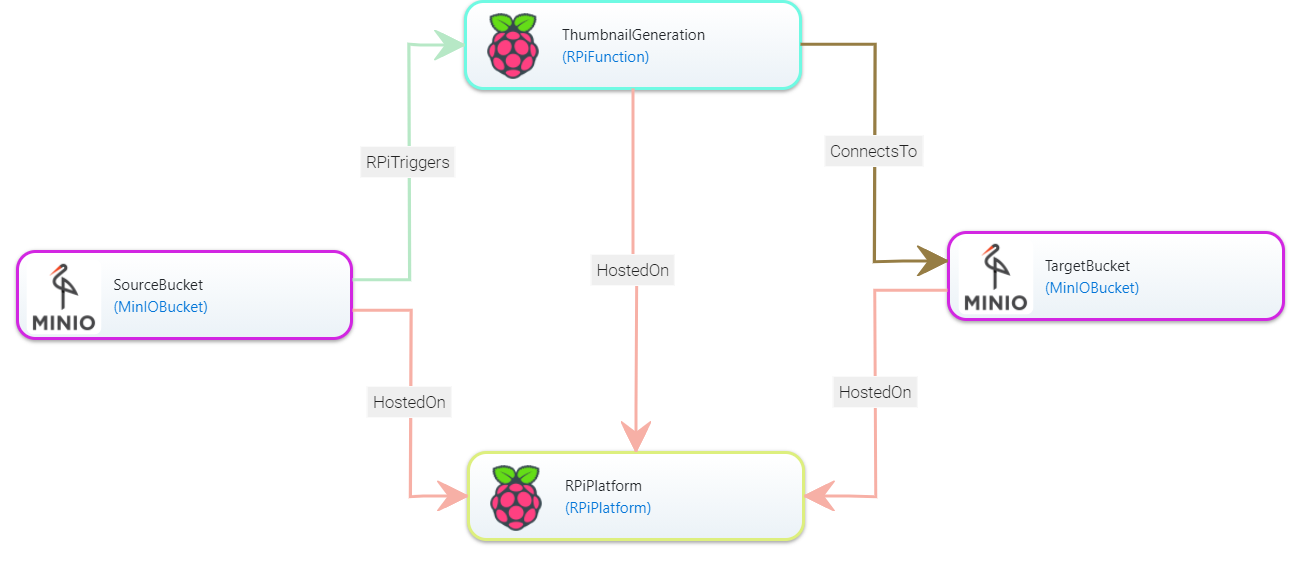 ThumbnailGeneration
(RPiFunction)
RPiTriggers
ConnectsTo
SourceBucket
(MinIOBucket)
MINIO
HostedOn
TargetBucket
(MinIOBucket)
MINIO
HostedOn
HostedOn
RPiPlatform
(RPiPlatform)